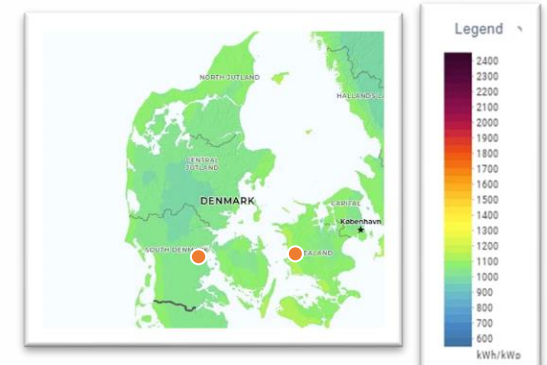 Legend
NORTH JUTLAND
HALLANDS
CENTRAL
JUTLAND
DENMARK
CAPITAL
København
SOUTH DENMARK
EALAND
2400
2300
2200
2100
2000
1900
1800
1700
1600
1500
1400
1300
1200
1100
1000
900
800
700
600
kWh/kWp